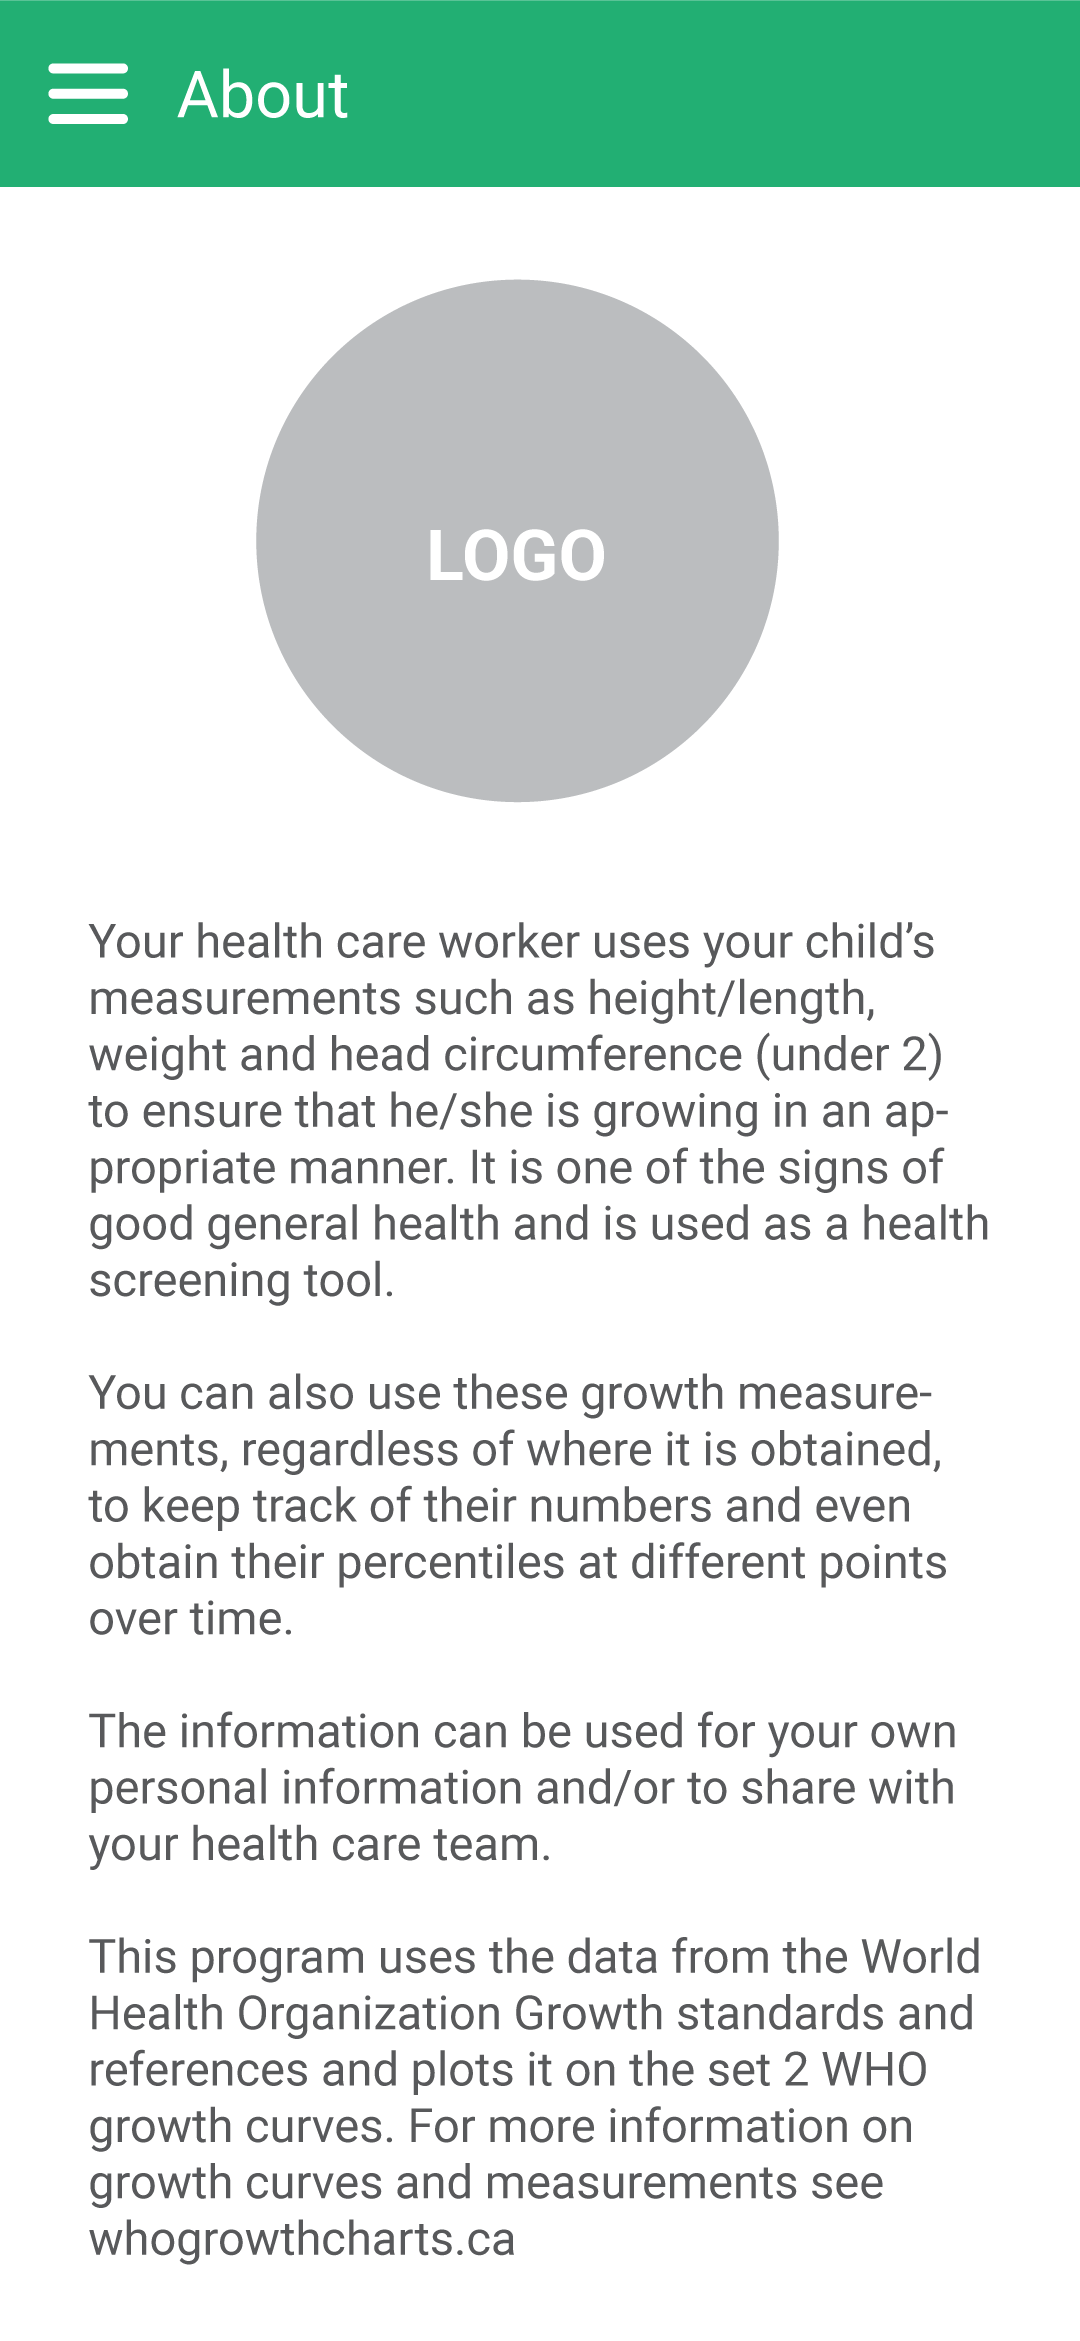 About
LOGO
Your health care worker uses your child’s
measurements such as height/length,
weight and head circumference (under 2)
to ensure that he/she is growing in an ap-
propriate manner. It is one of the signs of
good general health and is used as a health
screening tool.
You can also use these growth measure-
ments, regardless of where it is obtained,
to keep track of their numbers and even
obtain their percentiles at different points
over time.
The information can be used for your own
personal information and/or to share with
your health care team.
This program uses the data from the World
Health Organization Growth standards and
references and plots it on the set 2 WHO
growth curves. For more information on
growth curves and measurements see
whogrowthcharts.ca